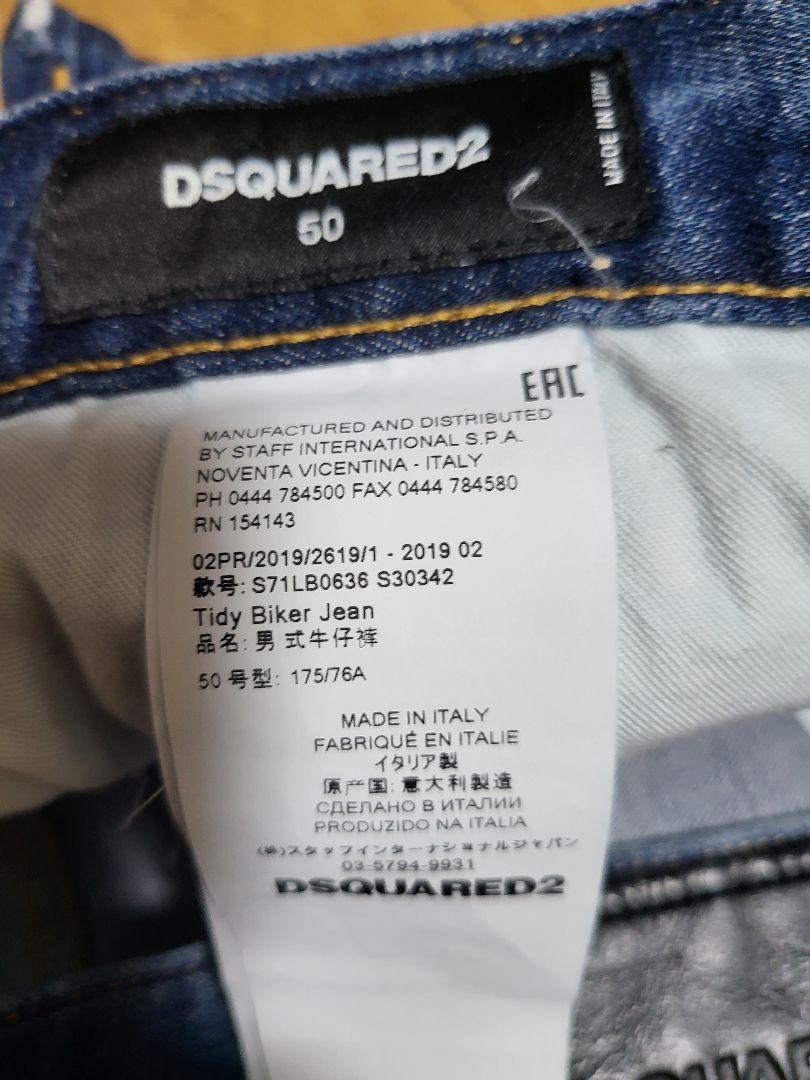 DSQUARED2
50
MADE IN ITALY
EAC
MANUFACTURED AND DISTRIBUTED
BY STAFF INTERNATIONAL S.P.A.
NOVENTA VICENTINA - ITALY
PH 0444 784500 FAX 0444 784580
RN 154143
02PR/2019/2619/1 - 2019 02
款号: S71LB0636 S30342
Tidy Biker Jean
品名: 男式牛仔裤
50 号型: 175/76A
MADE IN ITALY
FABRIQUÉ EN ITALIE
イタリア製
原产国: 意大利製造
СДЕЛАНО В ИТАЛИИ
PRODUZIDO NA ITALIA
(株)スタッフインターナショナルジャパン
03-5794-9931
DSQUARED2